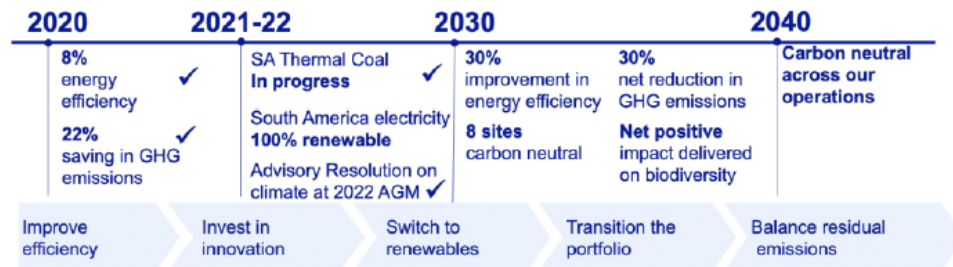 2020
2021-22
2030
2040
8%
energy
efficiency
22%
saving in GHG
emissions
SA Thermal Coal
In progress
South America electricity
100% renewable
Advisory Resolution on
climate at 2022 AGM
30%
improvement in
energy efficiency
8 sites
carbon neutral
30%
net reduction in
GHG emissions
Net positive
impact delivered
on biodiversity
Carbon neutral
across our
operations
Improve
efficiency
Invest in
innovation
Switch to
renewables
Transition the
portfolio
Balance residual
emissions